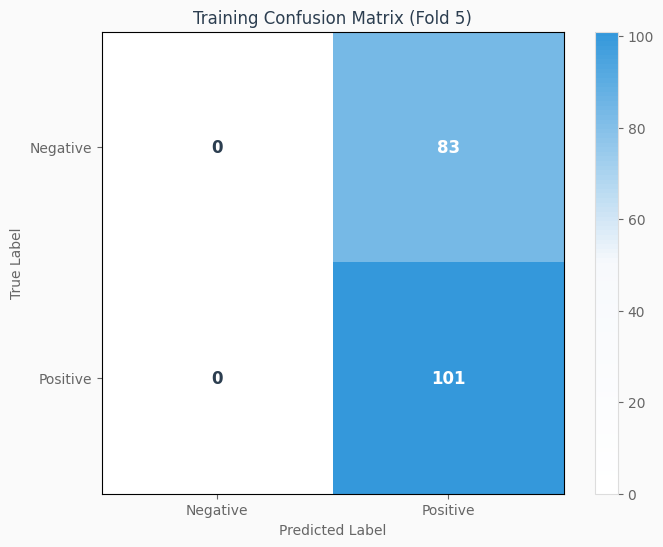 Training Confusion Matrix (Fold 5)
True Label
Negative
0
83
Positive
0
101
Negative
Positive
Predicted Label
100
80
60
40
20
0